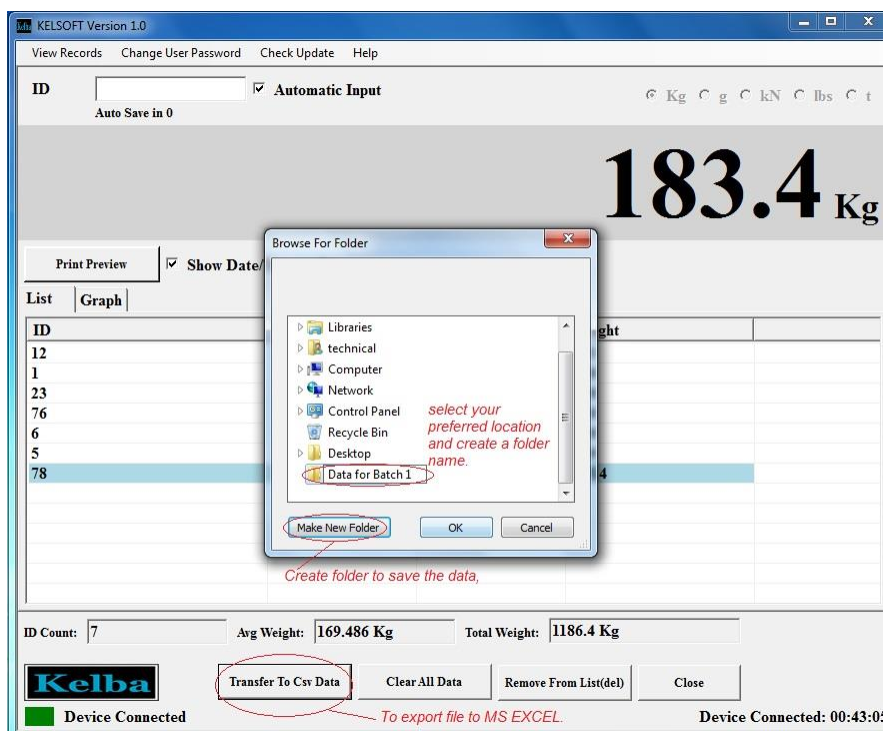 KELSOFT Version 1.0
View Records Change User Password Check Update Help
ID Automatic Input
Kg g kN lbs t
Auto Save in 0
183.4 Kg
Browse For Folder
Print Preview Show Date/
List Graph
ID ght
12
1
23
76
6
5
78 4
Libraries
technical
Computer
Network
Control Panel
Recycle Bin
Desktop
Data for Batch 1
select your
preferred location
and create a folder
name.
Make New Folder OK Cancel
Create folder to save the data,
ID Count: 7 Avg Weight: 169.486 Kg Total Weight: 1186.4 Kg
Kelba
Transfer To Csv Data Clear All Data Remove From List(del) Close
Device Connected
To export file to MS EXCEL.
Device Connected: 00:43:05